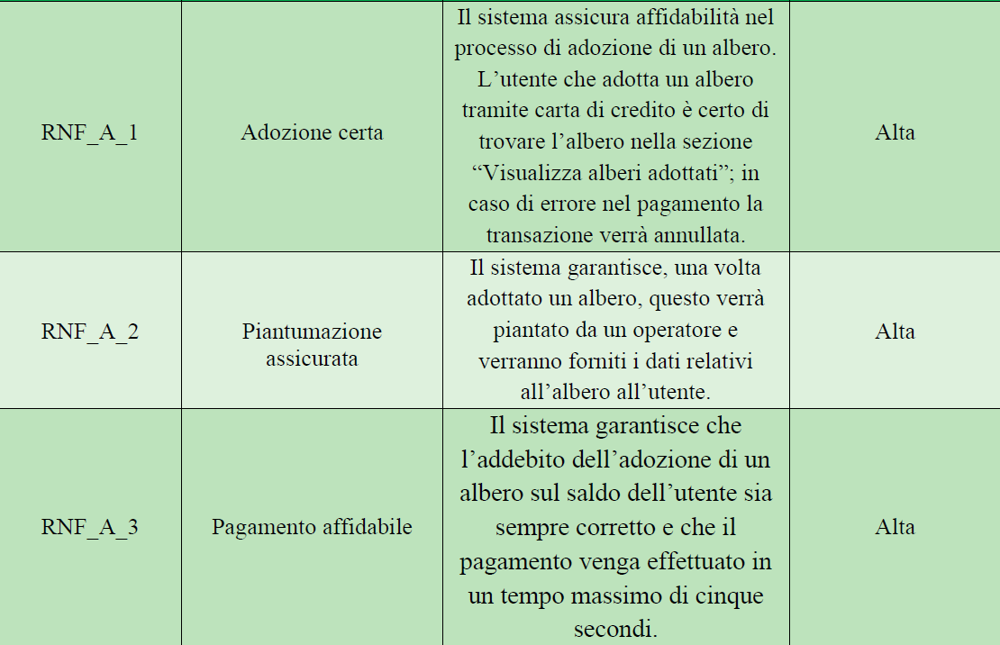 RNF_A_1
Adozione certa
Il sistema assicura affidabilità nel
processo di adozione di un albero.
L’utente che adotta un albero
tramite carta di credito è certo di
trovare l’albero nella sezione
“Visualizza alberi adottati”; in
caso di errore nel pagamento la
transazione verrà annullata.
Alta
RNF_A_2
Piantumazione
assicurata
Il sistema garantisce, una volta
adottato un albero, questo verrà
piantato da un operatore e
verranno forniti i dati relativi
all’albero all’utente.
Alta
RNF_A_3
Pagamento affidabile
Il sistema garantisce che
l’addebito dell’adozione di un
albero sul saldo dell’utente sia
sempre corretto e che il
pagamento venga effettuato in
un tempo massimo di cinque
secondi.
Alta